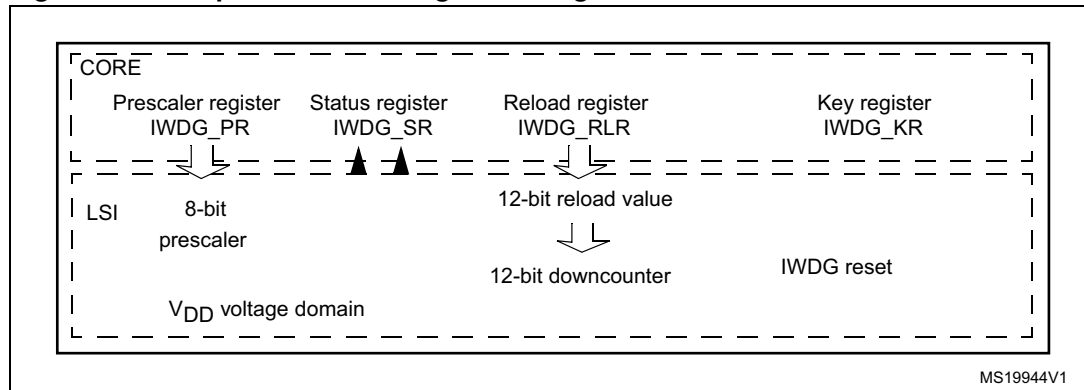 CORE
Prescaler register Status register Reload register Key register
IWDG_PR IWDG_SR IWDG_RLR IWDG_KR
LSI 8-bit 12-bit reload value
prescaler
12-bit downcounter IWDG reset
VDD voltage domain
MS19944V1